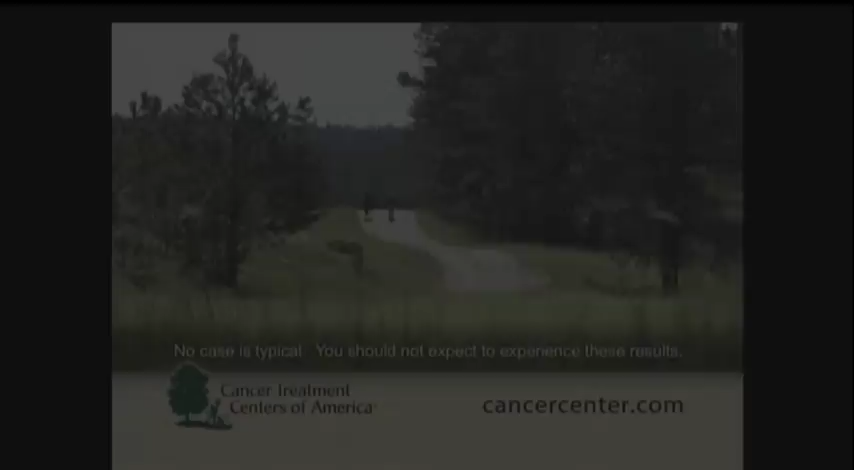 No case is typical. You should not expect to experience these results.
Cancer Treatment
Centers of America
cancercenter.com